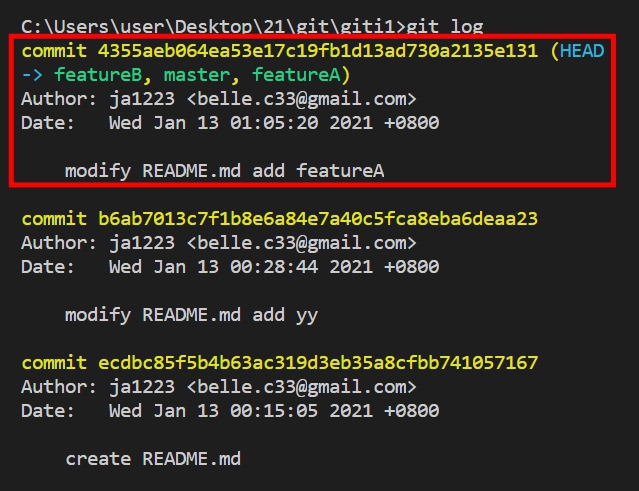 C:\Users\user\Desktop\21\git\giti1>git log
commit 4355aeb064ea53e17c19fb1d13ad730a2135e131 (HEAD
-> featureB, master, featureA)
Author: ja1223 <belle.c33@gmail.com>
Date:   Wed Jan 13 01:05:20 2021 +0800
    modify README.md add featureA
commit b6ab7013c7f1b8e6a84e7a40c5fca8eba6deaa23
Author: ja1223 <belle.c33@gmail.com>
Date:   Wed Jan 13 00:28:44 2021 +0800
    modify README.md add yy
commit ecdbc85f5b4b63ac319d3eb35a8cfbb741057167
Author: ja1223 <belle.c33@gmail.com>
Date:   Wed Jan 13 00:15:05 2021 +0800
    create README.md